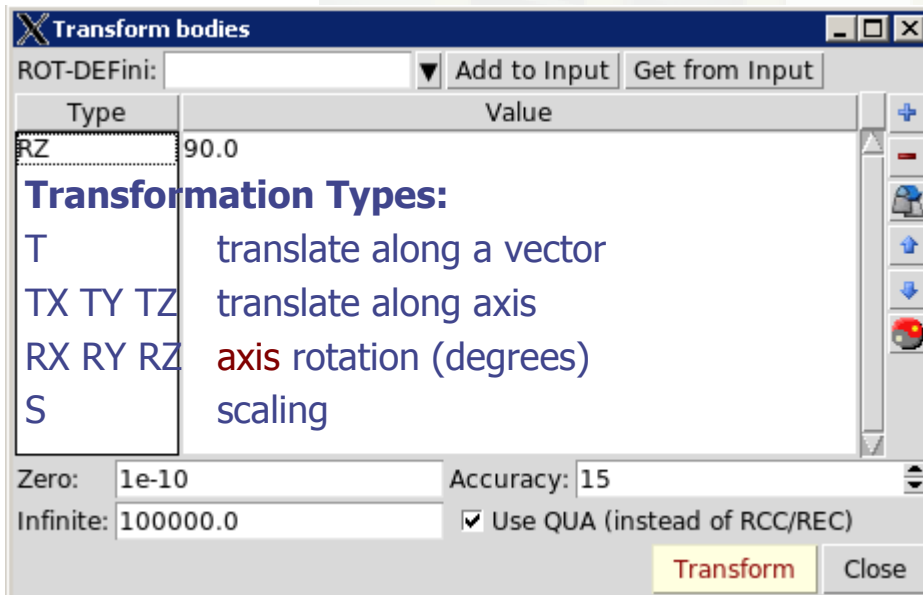 Transform bodies
ROT-DEFini: Add to Input Get from Input
Type Value
RZ 90.0
Transformation Types:
T translate along a vector
TX TY TZ translate along axis
RX RY RZ axis rotation (degrees)
S scaling
Zero: 1e-10 Accuracy: 15
Infinite: 100000.0 Use QUA (instead of RCC/REC)
Transform Close